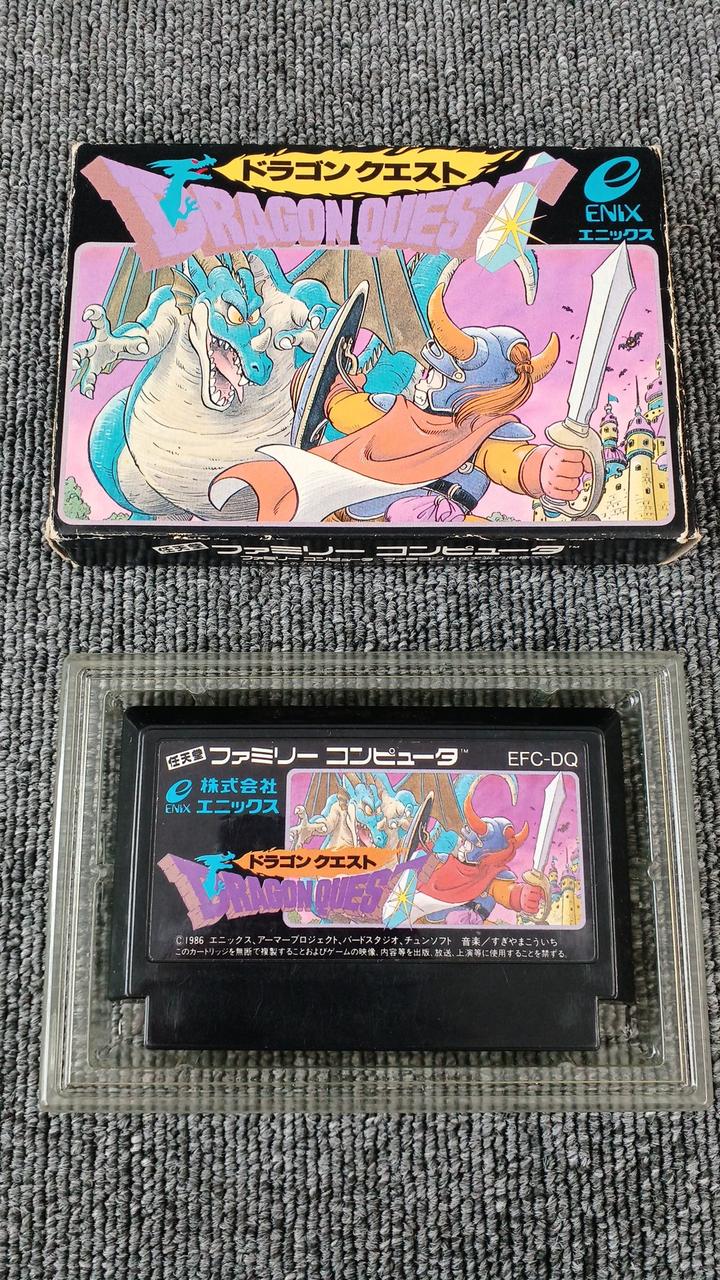 ドラゴン クエスト
DRAGON QUEST
ENIX
エニックス
任天堂 ファミリー コンピュータ™
任天堂 ファミリー コンピュータ™
EFC-DQ
ENIX
株式会社
エニックス
ドラゴン クエスト
DRAGON QUEST
©1986 エニックス、アーマープロジェクト、バードスタジオ、チュンソフト 音楽/すぎやまこういち
このカートリッジを無断で複製することおよびゲームの映像、内容等を出版、放送、上演等に使用することを禁ずる。